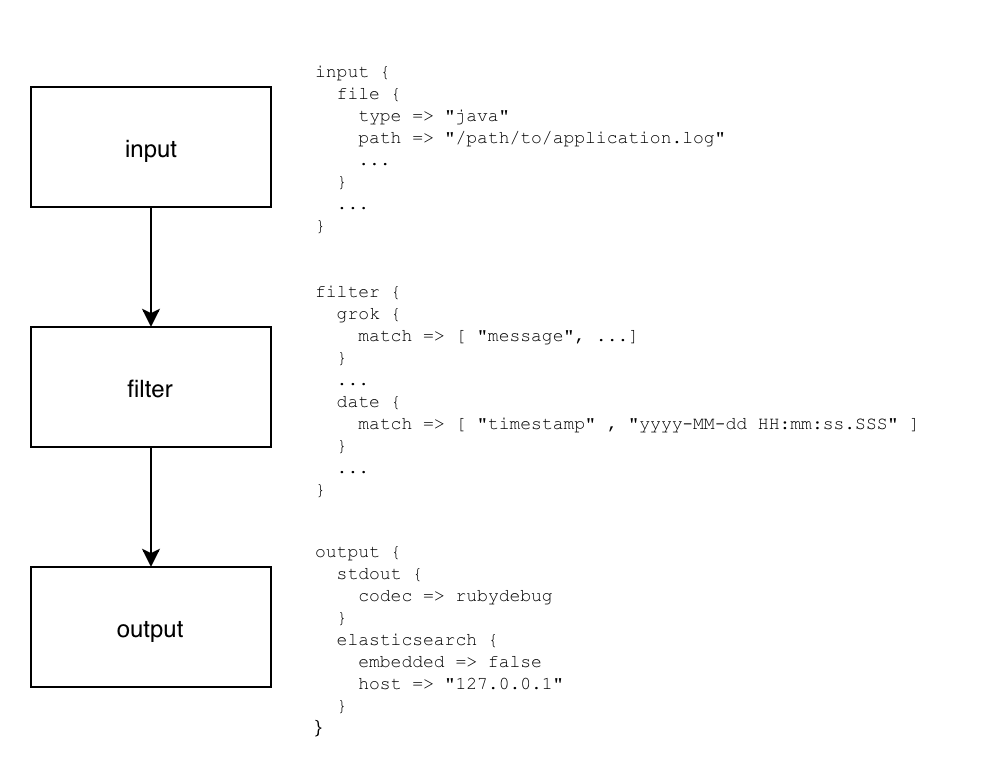 input
input {
  file {
    type => "java"
    path => "/path/to/application.log"
    ...
  }
  ...
}
filter
filter {
  grok {
    match => [ "message", ...]
  }
  ...
  date {
    match => [ "timestamp" , "yyyy-MM-dd HH:mm:ss.SSS" ]
  }
  ...
}
output
output {
  stdout {
    codec => rubydebug
  }
  elasticsearch {
    embedded => false
    host => "127.0.0.1"
  }
}